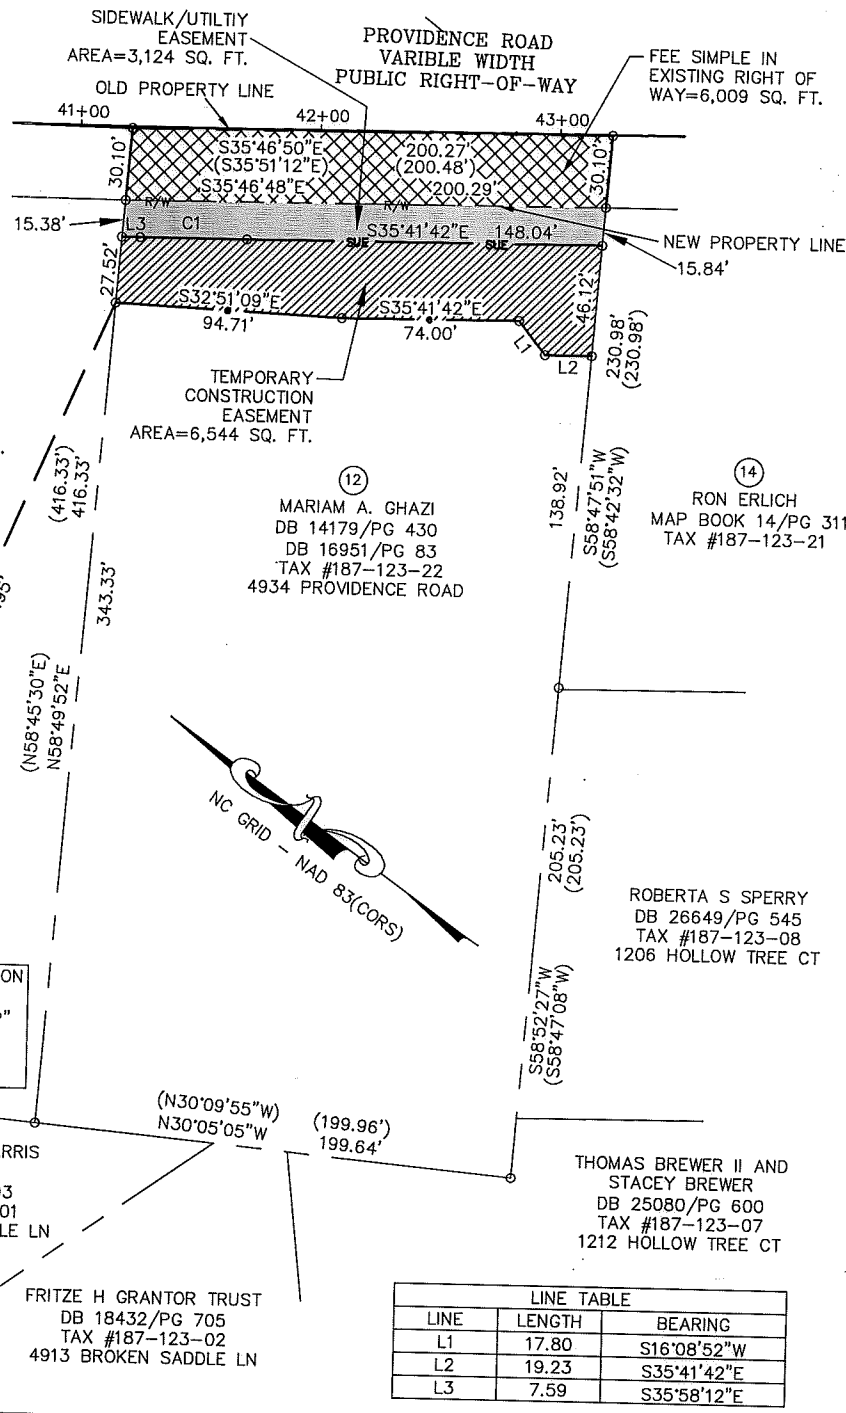 SIDEWALK/UTILTIY
EASEMENT
AREA=3,124 SQ. FT.
PROVIDENCE ROAD
VARIBLE WIDTH
PUBLIC RIGHT-OF-WAY
FEE SIMPLE IN
EXISTING RIGHT OF
WAY=6,009 SQ. FT.
OLD PROPERTY LINE
41+00
42+00
43+00
30.10'
S35°46'50"E
(S35°51'12"E)
S35°46'48"E
200.27'
(200.48')
200.29'
30.10'
R/W
R/W
15.38'
L3
C1
S35°41'42"E
148.04'
SUE
SUE
NEW PROPERTY LINE
15.84'
27.52'
S32°51'09"E
94.71'
S35°41'42"E
74.00'
46.12'
L1
L2
230.98'
(230.98')
TEMPORARY
CONSTRUCTION
EASEMENT
AREA=6,544 SQ. FT.
(416.33')
416.33'
12
MARIAM A. GHAZI
DB 14179/PG 430
DB 16951/PG 83
TAX #187-123-22
4934 PROVIDENCE ROAD
138.92'
S58°47'51"W
(S58°42'32"W)
14
RON ERLICH
MAP BOOK 14/PG 311
TAX #187-123-21
343.33'
(N58°45'30"E)
N58°49'52"E
NC GRID - NAD 83(CORS)
205.23'
(205.23')
ROBERTA S SPERRY
DB 26649/PG 545
TAX #187-123-08
1206 HOLLOW TREE CT
S58°52'27"W
(S58°47'08"W)
ON
(N30°09'55"W)
N30°05'05"W
(199.96')
199.64'
RRIS
3
01
LE LN
THOMAS BREWER II AND
STACEY BREWER
DB 25080/PG 600
TAX #187-123-07
1212 HOLLOW TREE CT
FRITZE H GRANTOR TRUST
DB 18432/PG 705
TAX #187-123-02
4913 BROKEN SADDLE LN
LINE TABLE
LINE LENGTH BEARING
L1 17.80 S16°08'52"W
L2 19.23 S35°41'42"E
L3 7.59 S35°58'12"E